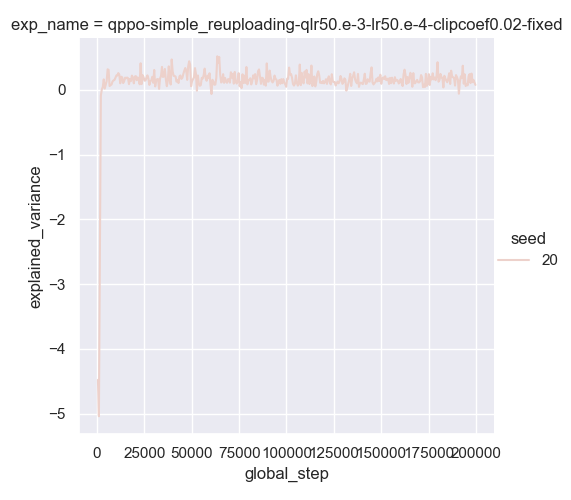 exp_name = qppo-simple_reuploading-qlr50.e-3-lr50.e-4-clipcoef0.02-fixed
0
−1
−2
−3
−4
−5
explained_variance
0 25000 50000 75000 100000 125000 150000 175000 200000
global_step
seed
20